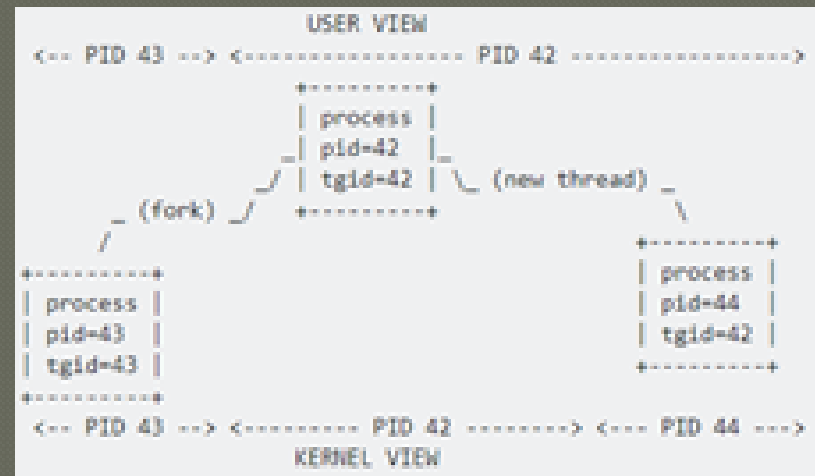 USER VIEW
<-- PID 43 --> <----------------- PID 42 ----------------->
+---------+
| process |
_| pid=42 |_
_/ | tgid=42 | \_ (new thread) _
_ (fork) _/ +---------+ \
/ +---------+
+---------+ | process |
| process | | pid=44 |
| pid=43 | | tgid=42 |
| tgid=43 | +---------+
+---------+
<-- PID 43 --> <--------- PID 42 --------> <--- PID 44 --->
KERNEL VIEW